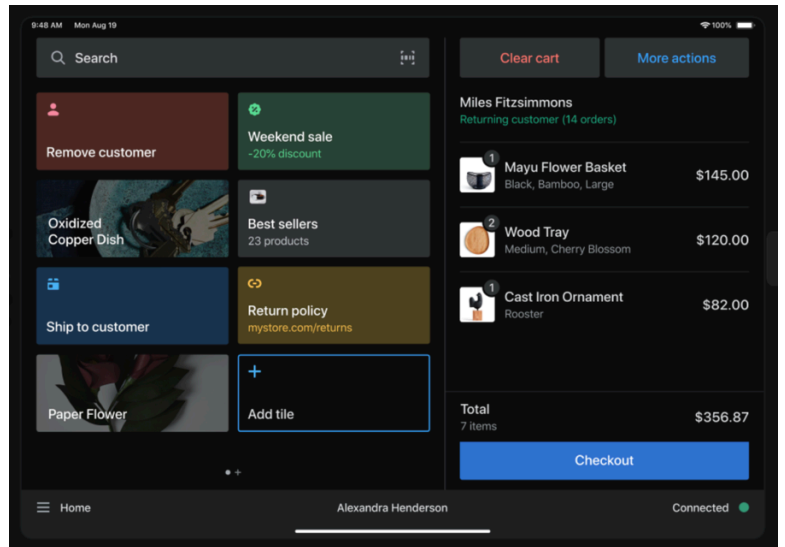 9:48 AM Mon Aug 19
100%
Search
Clear cart
More actions
Remove customer
Weekend sale
-20% discount
Oxidized
Copper Dish
Best sellers
23 products
Ship to customer
Return policy
mystore.com/returns
Paper Flower
Add tile
Miles Fitzsimmons
Returning customer (14 orders)
1
Mayu Flower Basket
$145.00
Black, Bamboo, Large
2
Wood Tray
$120.00
Medium, Cherry Blossom
1
Cast Iron Ornament
$82.00
Rooster
Total
$356.87
7 items
Checkout
Home
Alexandra Henderson
Connected